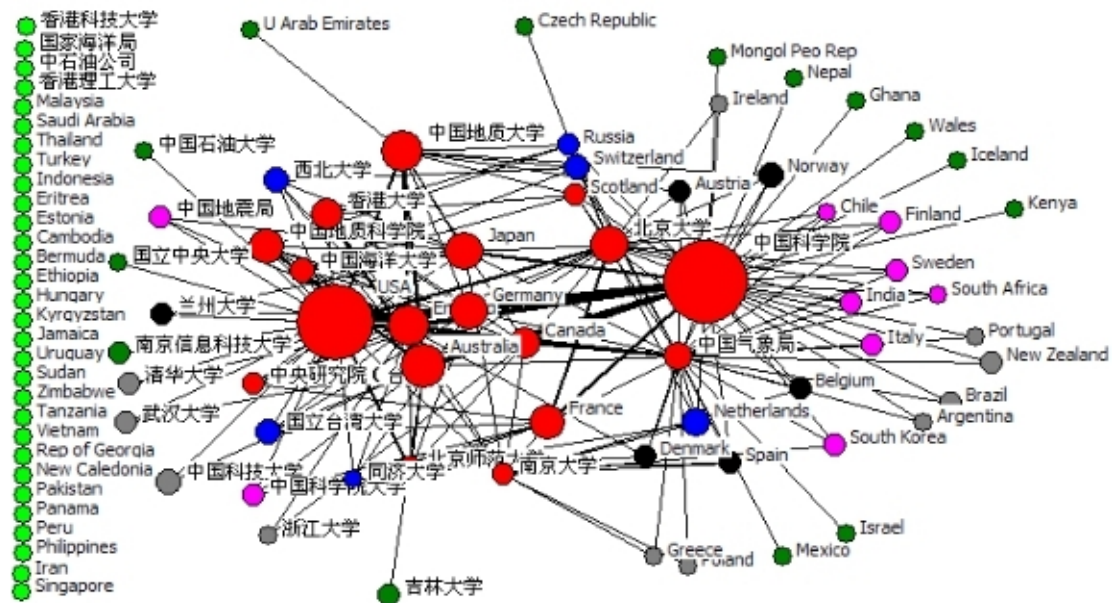 香港科技大学
国家海洋局
中石油公司
香港理工大学
Malaysia
Saudi Arabia
Thailand
Turkey
Indonesia
Eritrea
Estonia
Cambodia
Bermuda
Ethiopia
Hungary
Kyrgyzstan
Jamaica
Uruguay
Sudan
Zimbabwe
Tanzania
Vietnam
Rep of Georgia
New Caledonia
Pakistan
Panama
Peru
Philippines
Iran
Singapore
U Arab Emirates
Czech Republic
Mongol Peo Rep
Nepal
Ireland
Ghana
中国地质大学
Russia
Wales
中国石油大学
Switzerland
Iceland
西北大学
Norway
Scotland
Austria
香港大学
中国地震局
Chile
Finland
Kenya
中国地质科学院
Japan
北京大学
中国科学院
国立中央大学
中国海洋大学
Sweden
USA
Germany
India
South Africa
兰州大学
Canada
Portugal
南京信息科技大学
Australia
中国气象局
Italy
New Zealand
清华大学
中央研究院（台
Belgium
Brazil
武汉大学
France
Netherlands
Argentina
国立台湾大学
South Korea
北京师范大学
Denmark
Spain
中国科技大学
同济大学
南京大学
中国科学院大学
浙江大学
Israel
Greece
Mexico
吉林大学